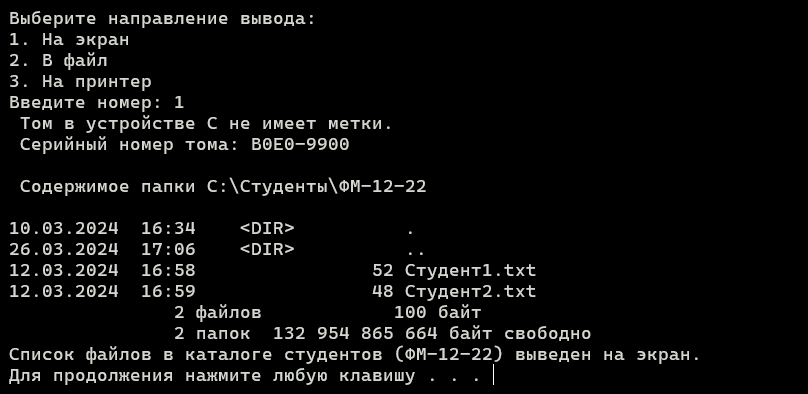 Выберите направление вывода:
1. На экран
2. В файл
3. На принтер
Введите номер: 1
Том в устройстве C не имеет метки.
Серийный номер тома: B0E0-9900
Содержимое папки C:\Студенты\ФМ-12-22
10.03.2024  16:34    <DIR>          .
26.03.2024  17:06    <DIR>          ..
12.03.2024  16:58                52 Студент1.txt
12.03.2024  16:59                48 Студент2.txt
2 файлов            100 байт
2 папок  132 954 865 664 байт свободно
Список файлов в каталоге студентов (ФМ-12-22) выведен на экран.
Для продолжения нажмите любую клавишу . . .